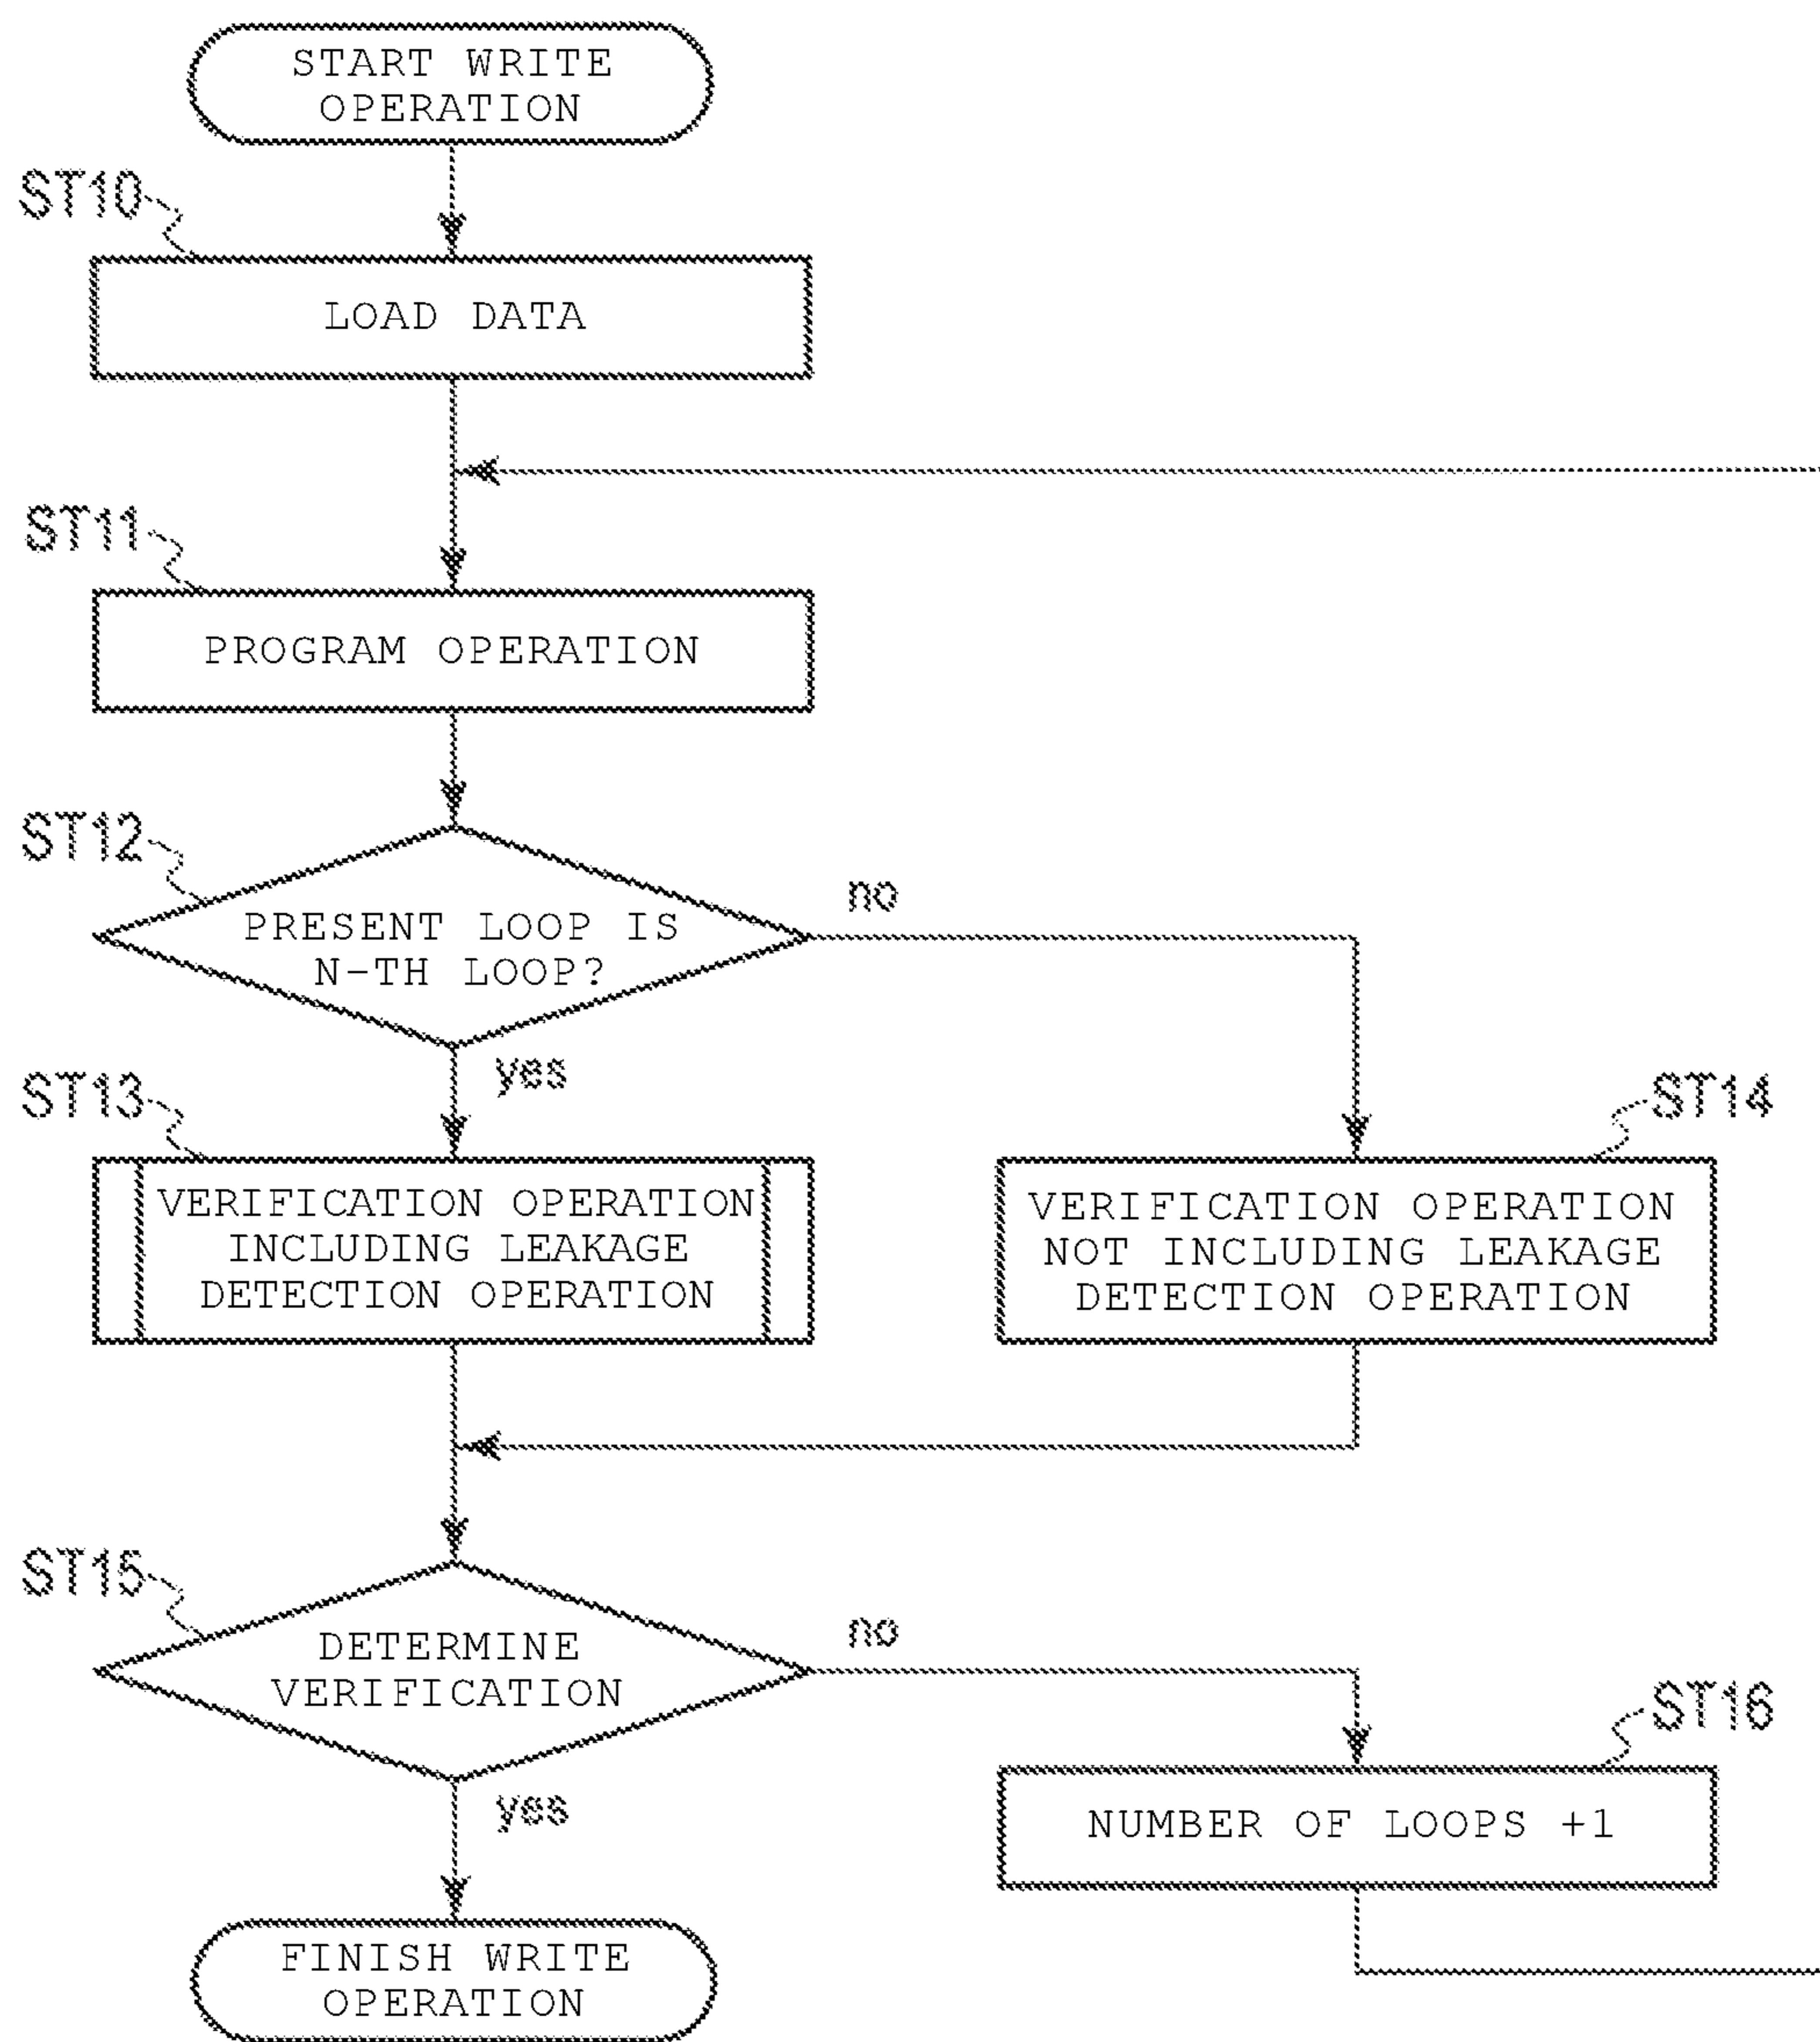 START WRITE
OPERATION
ST10
LOAD DATA
ST11
PROGRAM OPERATION
ST12
PRESENT LOOP IS
N-TH LOOP?
no
yes
ST13
VERIFICATION OPERATION
INCLUDING LEAKAGE
DETECTION OPERATION
ST14
VERIFICATION OPERATION
NOT INCLUDING LEAKAGE
DETECTION OPERATION
ST15
DETERMINE
VERIFICATION
no
yes
ST16
NUMBER OF LOOPS +1
FINISH WRITE
OPERATION